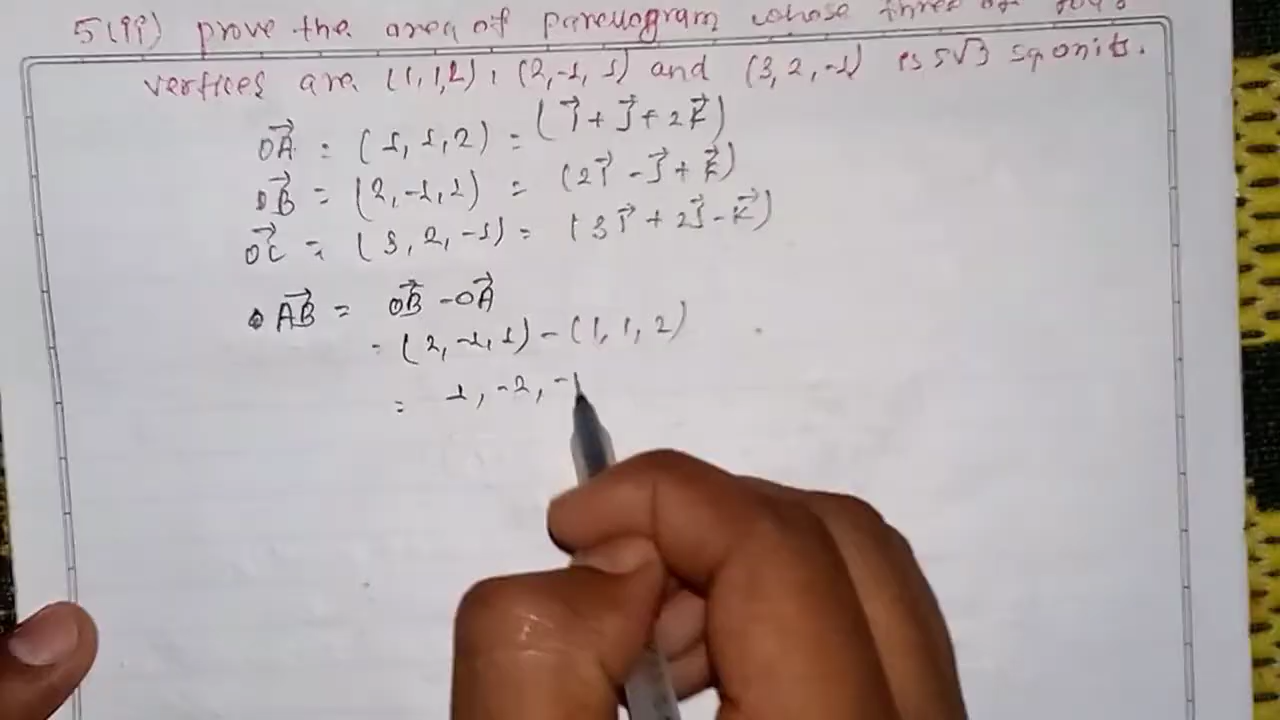 5(ii) prove the area of parellogram whose three of
vertices are (1,1,2), (2,-1,1) and (3,2,-1) is 5√3 sq units.
OA⃗ = (1,1,2) = (i⃗ + j⃗ + 2k⃗)
OB⃗ = (2,-1,1) = (2i⃗ - j⃗ + k⃗)
OC⃗ = (3,2,-1) = (3i⃗ + 2j⃗ - k⃗)
AB⃗ = OB⃗ - OA⃗
= (2,-1,1) - (1,1,2)
= 1, -2, -1